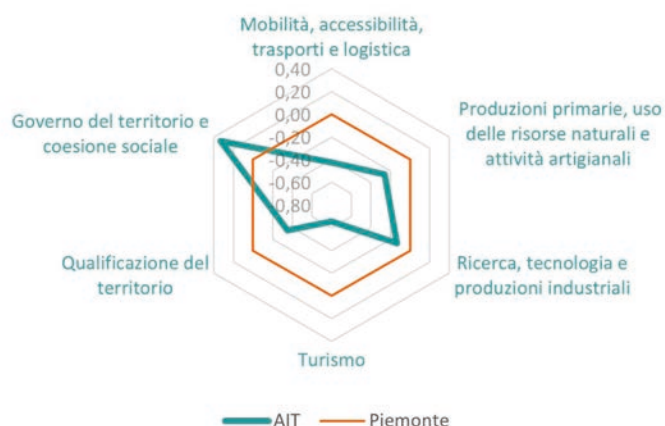 Mobilità, accessibilità,
trasporti e logistica
0,40
0,20
0,00
-0,20
-0,40
-0,60
-0,80
Produzioni primarie, uso
delle risorse naturali e
attività artigianali
Ricerca, tecnologia e
produzioni industriali
Turismo
Qualificazione del
territorio
Governo del territorio e
coesione sociale
AIT
Piemonte